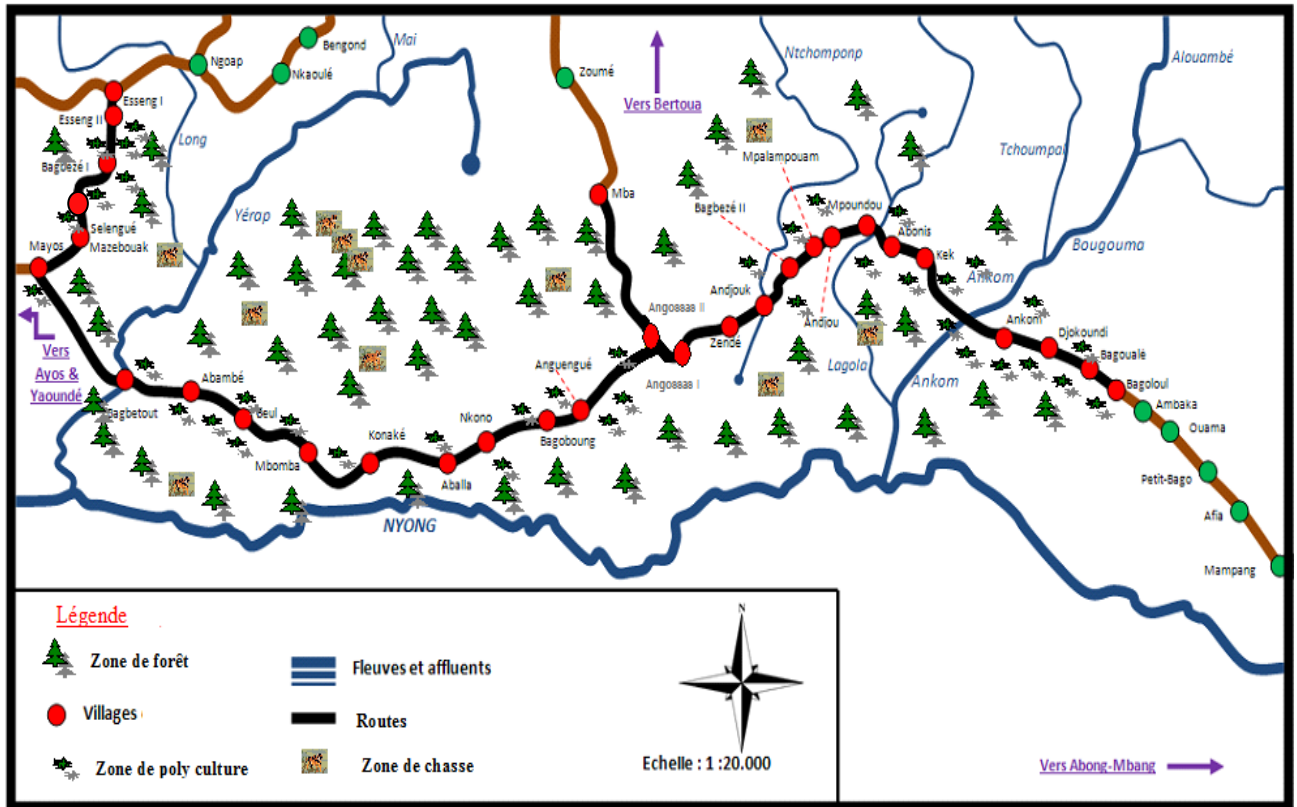 Bengond
Mai
Ngoap
Nkaoulé
Zoumé
Ntchomponp
Alouambé
Vers Bertoua
Esseng I
Esseng II
Long
Tchoumpal
Mpalampouam
Bagbezé I
Mba
Bagbezé II
Mpoundou
Yérap
Selengué
Mazebouak
Mayos
Abonis
Kek
Bougouma
Ankom
Andjouk
Angossas II
Andjou
Zendé
Ankom
Djokoundi
Vers
Ayos &
Yaoundé
Anguengué
Lagola
Bagoualé
Angossas I
Ankom
Abambé
Bagoloul
Ambaka
Bagbetout
Beul
Nkono
Ouama
Konaké
Bagoboung
Mbomba
Aballa
Petit-Bago
Afia
NYONG
Mampang
Légende
N
Zone de forêt
Fleuves et affluents
Villages
Routes
Zone de poly culture
Zone de chasse
Echelle : 1 :20.000
Vers Abong-Mbang